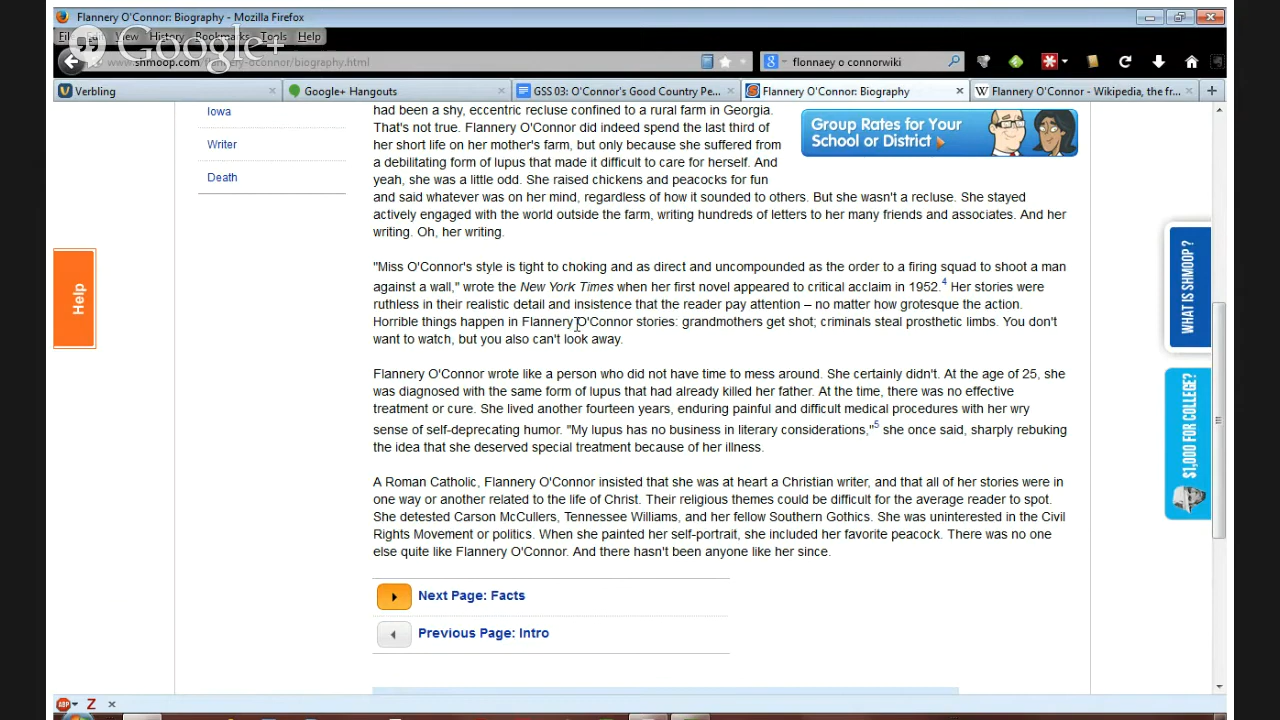 Flannery O'Connor: Biography - Mozilla Firefox
View History Bookmarks Tools Help
Google+
www.shmoop.com/flannery-oconnor/biography.html
flonnaey o connorwiki
Verbling
Google+ Hangouts
GSS 03: O'Connor's Good Country Pe...
Flannery O'Connor: Biography
Flannery O'Connor - Wikipedia, the fr...
Iowa
Writer
Death
had been a shy, eccentric recluse confined to a rural farm in Georgia.
That's not true. Flannery O'Connor did indeed spend the last third of
her short life on her mother's farm, but only because she suffered from
a debilitating form of lupus that made it difficult to care for herself. And
yeah, she was a little odd. She raised chickens and peacocks for fun
and said whatever was on her mind, regardless of how it sounded to others. But she wasn't a recluse. She stayed
actively engaged with the world outside the farm, writing hundreds of letters to her many friends and associates. And her
writing. Oh, her writing.
Group Rates for Your
School or District
"Miss O'Connor's style is tight to choking and as direct and uncompounded as the order to a firing squad to shoot a man
against a wall," wrote the New York Times when her first novel appeared to critical acclaim in 1952.4 Her stories were
ruthless in their realistic detail and insistence that the reader pay attention – no matter how grotesque the action.
Horrible things happen in Flannery O'Connor stories: grandmothers get shot; criminals steal prosthetic limbs. You don't
want to watch, but you also can't look away.
Flannery O'Connor wrote like a person who did not have time to mess around. She certainly didn't. At the age of 25, she
was diagnosed with the same form of lupus that had already killed her father. At the time, there was no effective
treatment or cure. She lived another fourteen years, enduring painful and difficult medical procedures with her wry
sense of self-deprecating humor. "My lupus has no business in literary considerations,"5 she once said, sharply rebuking
the idea that she deserved special treatment because of her illness.
A Roman Catholic, Flannery O'Connor insisted that she was at heart a Christian writer, and that all of her stories were in
one way or another related to the life of Christ. Their religious themes could be difficult for the average reader to spot.
She detested Carson McCullers, Tennessee Williams, and her fellow Southern Gothics. She was uninterested in the Civil
Rights Movement or politics. When she painted her self-portrait, she included her favorite peacock. There was no one
else quite like Flannery O'Connor. And there hasn't been anyone like her since.
Next Page: Facts
Previous Page: Intro
Help
WHAT IS SHMOOP?
$1,000 FOR COLLEGE?
ABP
Z